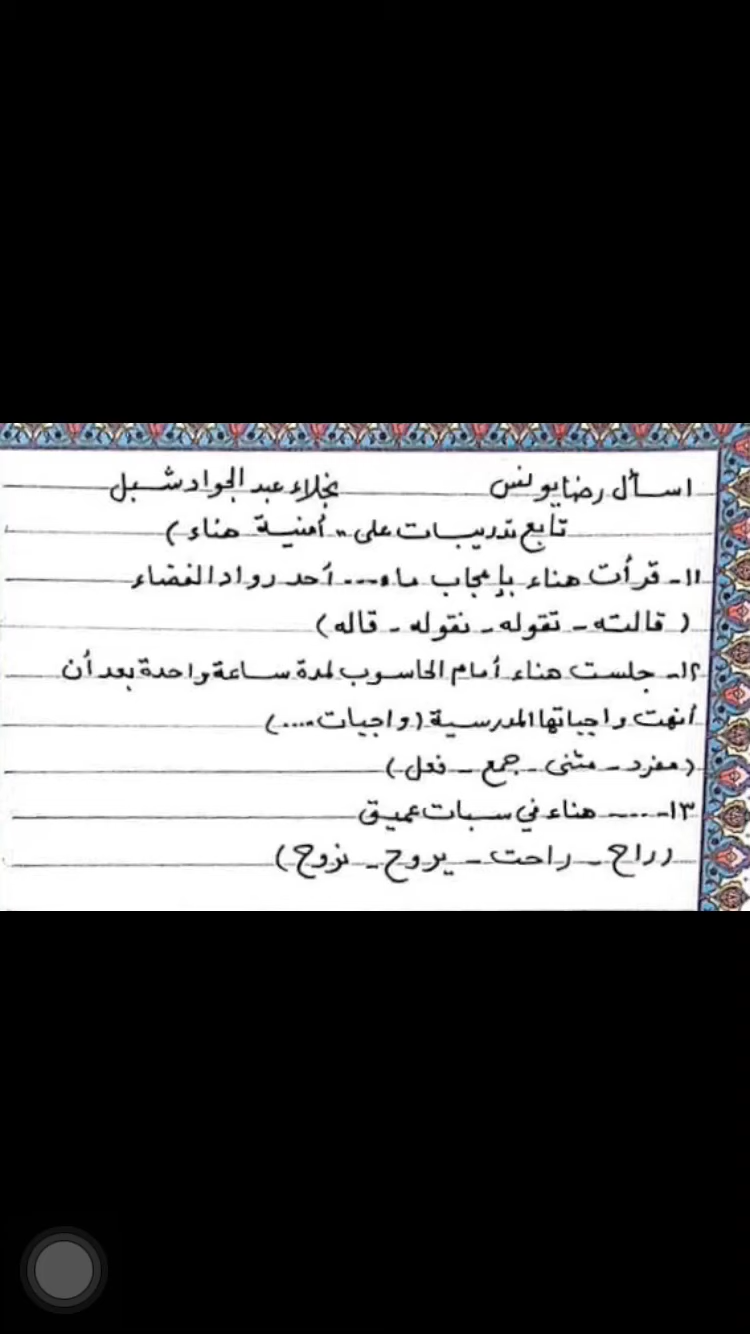 اسأل رضا يونس نجلاء عبد الجواد شبل
تابع تدريبات على " أمنية هناء )
١١- قرأت هناء بإعجاب ماه.... أحد رواد الفضاء
( قالته - تقوله - نقوله - قاله )
١٢- جلست هناء أمام الحاسوب لمدة ساعة واحدة بعد أن
أنهت واجباتها المدرسية ( واجبات .... )
( مفرد - مثنى - جمع - فعل )
١٣- ..... هناء في سبات عميق
( راح - راحت - يروح - نروح )